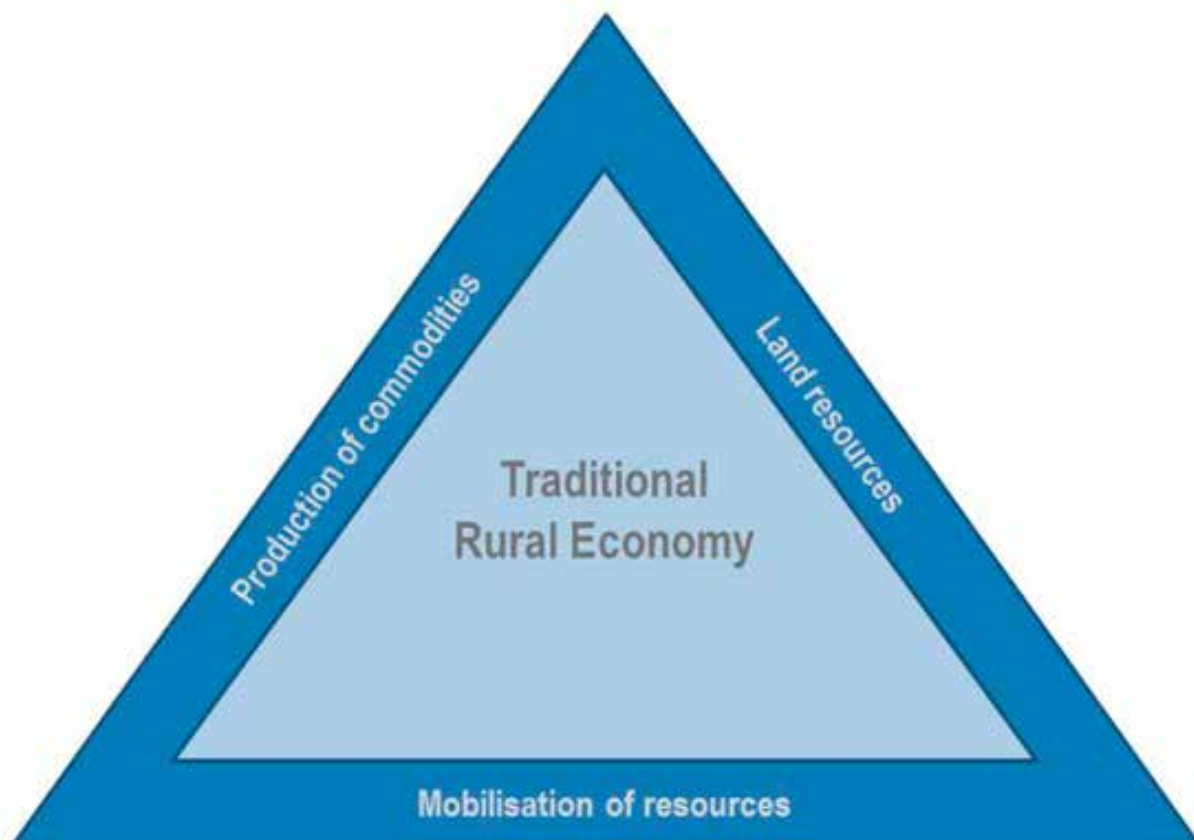 Production of commodities
Land resources
Traditional
Rural Economy
Mobilisation of resources